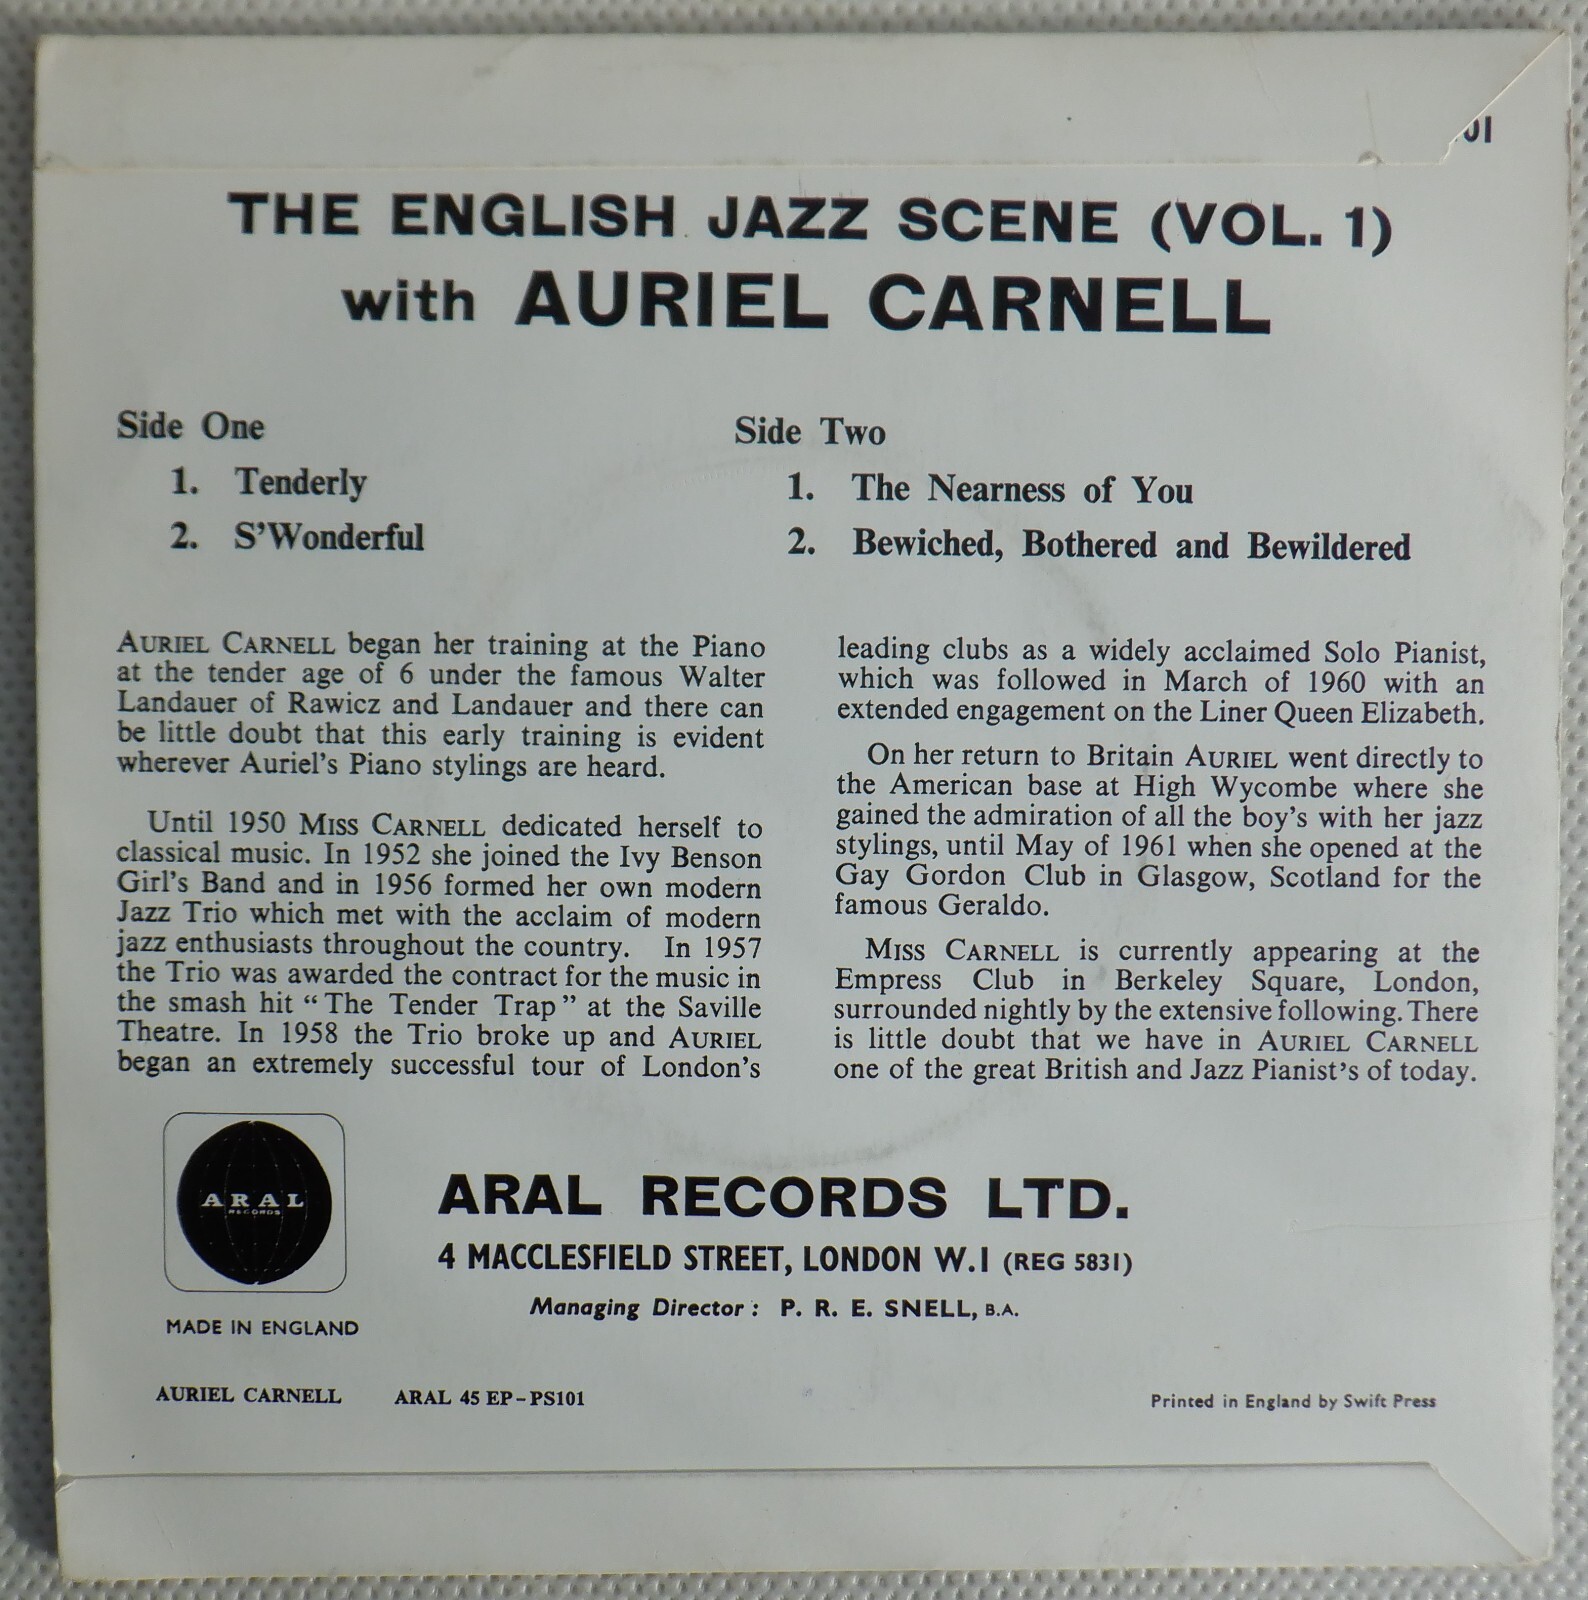 THE ENGLISH JAZZ SCENE (VOL. 1)
with AURIEL CARNELL
Side One
1. Tenderly
2. S'Wonderful
Side Two
1. The Nearness of You
2. Bewiched, Bothered and Bewildered
AURIEL CARNELL began her training at the Piano
at the tender age of 6 under the famous Walter
Landauer of Rawicz and Landauer and there can
be little doubt that this early training is evident
wherever Auriel's Piano stylings are heard.
Until 1950 MISS CARNELL dedicated herself to
classical music. In 1952 she joined the Ivy Benson
Girl's Band and in 1956 formed her own modern
Jazz Trio which met with the acclaim of modern
jazz enthusiasts throughout the country. In 1957
the Trio was awarded the contract for the music in
the smash hit "The Tender Trap" at the Saville
Theatre. In 1958 the Trio broke up and AURIEL
began an extremely successful tour of London's
leading clubs as a widely acclaimed Solo Pianist,
which was followed in March of 1960 with an
extended engagement on the Liner Queen Elizabeth.
On her return to Britain AURIEL went directly to
the American base at High Wycombe where she
gained the admiration of all the boy's with her jazz
stylings, until May of 1961 when she opened at the
Gay Gordon Club in Glasgow, Scotland for the
famous Geraldo.
MISS CARNELL is currently appearing at the
Empress Club in Berkeley Square, London,
surrounded nightly by the extensive following. There
is little doubt that we have in AURIEL CARNELL
one of the great British and Jazz Pianist's of today.
ARAL
RECORDS
MADE IN ENGLAND
ARAL RECORDS LTD.
4 MACCLESFIELD STREET, LONDON W.1 (REG 5831)
Managing Director: P. R. E. SNELL, B.A.
AURIEL CARNELL ARAL 45 EP-PS101
Printed in England by Swift Press